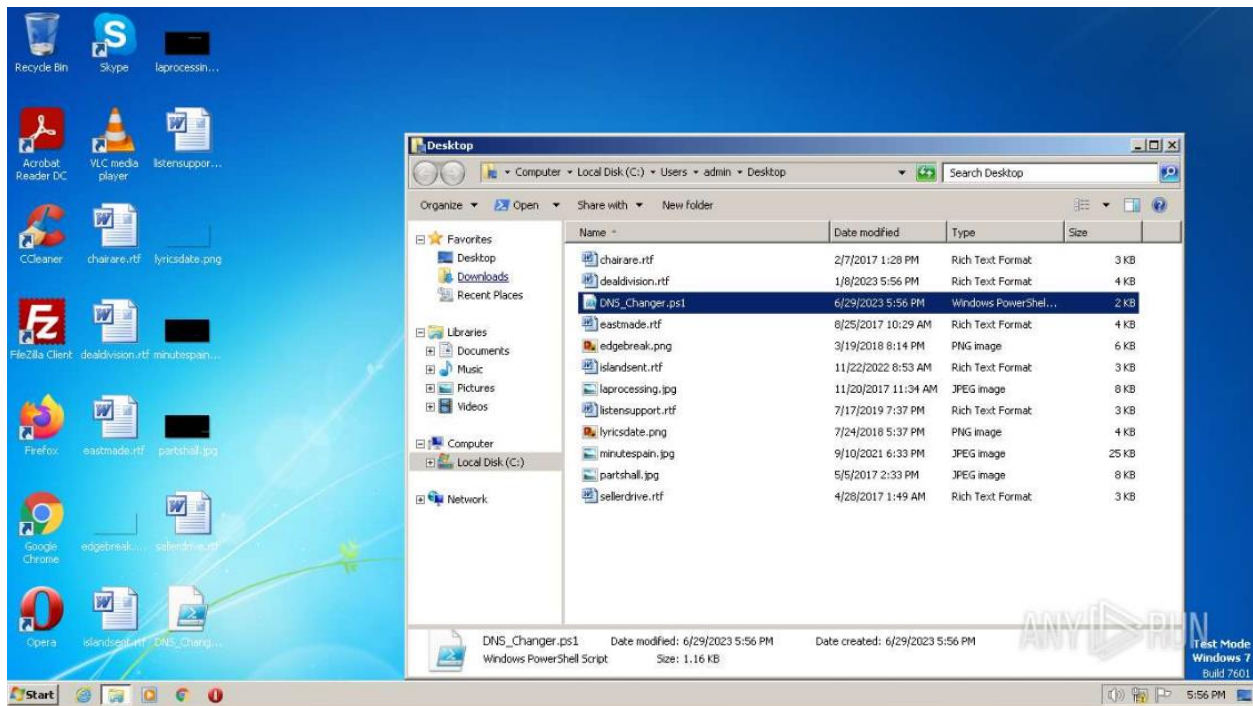 Recycle Bin
Skype
laprocessin...
Acrobat
Reader DC
VLC media
player
listensuppor...
CCleaner
chairare.rtf
lyricsdate.png
FileZilla Client
dealdivision.rtf
minutespain...
Firefox
eastmade.rtf
partshall.jpg
Google
Chrome
edgebreak....
sellerdrive.rtf
Opera
islandsent.rtf
DNS_Chang...
Desktop
Computer Local Disk (C:) Users admin Desktop
Search Desktop
Organize Open Share with New folder
Favorites
Desktop
Downloads
Recent Places
Libraries
Documents
Music
Pictures
Videos
Computer
Local Disk (C:)
Network
Name Date modified Type Size
chairare.rtf 2/7/2017 1:28 PM Rich Text Format 3 KB
dealdivision.rtf 1/8/2023 5:56 PM Rich Text Format 4 KB
DNS_Changer.ps1 6/29/2023 5:56 PM Windows PowerShel... 2 KB
eastmade.rtf 8/25/2017 10:29 AM Rich Text Format 4 KB
edgebreak.png 3/19/2018 8:14 PM PNG image 6 KB
islandsent.rtf 11/22/2022 8:53 AM Rich Text Format 3 KB
laprocessing.jpg 11/20/2017 11:34 AM JPEG image 8 KB
listensupport.rtf 7/17/2019 7:37 PM Rich Text Format 3 KB
lyricsdate.png 7/24/2018 5:37 PM PNG image 4 KB
minutespain.jpg 9/10/2021 6:33 PM JPEG image 25 KB
partshall.jpg 5/5/2017 2:33 PM JPEG image 8 KB
sellerdrive.rtf 4/28/2017 1:49 AM Rich Text Format 3 KB
DNS_Changer.ps1 Date modified: 6/29/2023 5:56 PM Date created: 6/29/2023 5:56 PM
Windows PowerShell Script Size: 1.16 KB
ANY RUN
Test Mode
Windows 7
Build 7601
Start
5:56 PM